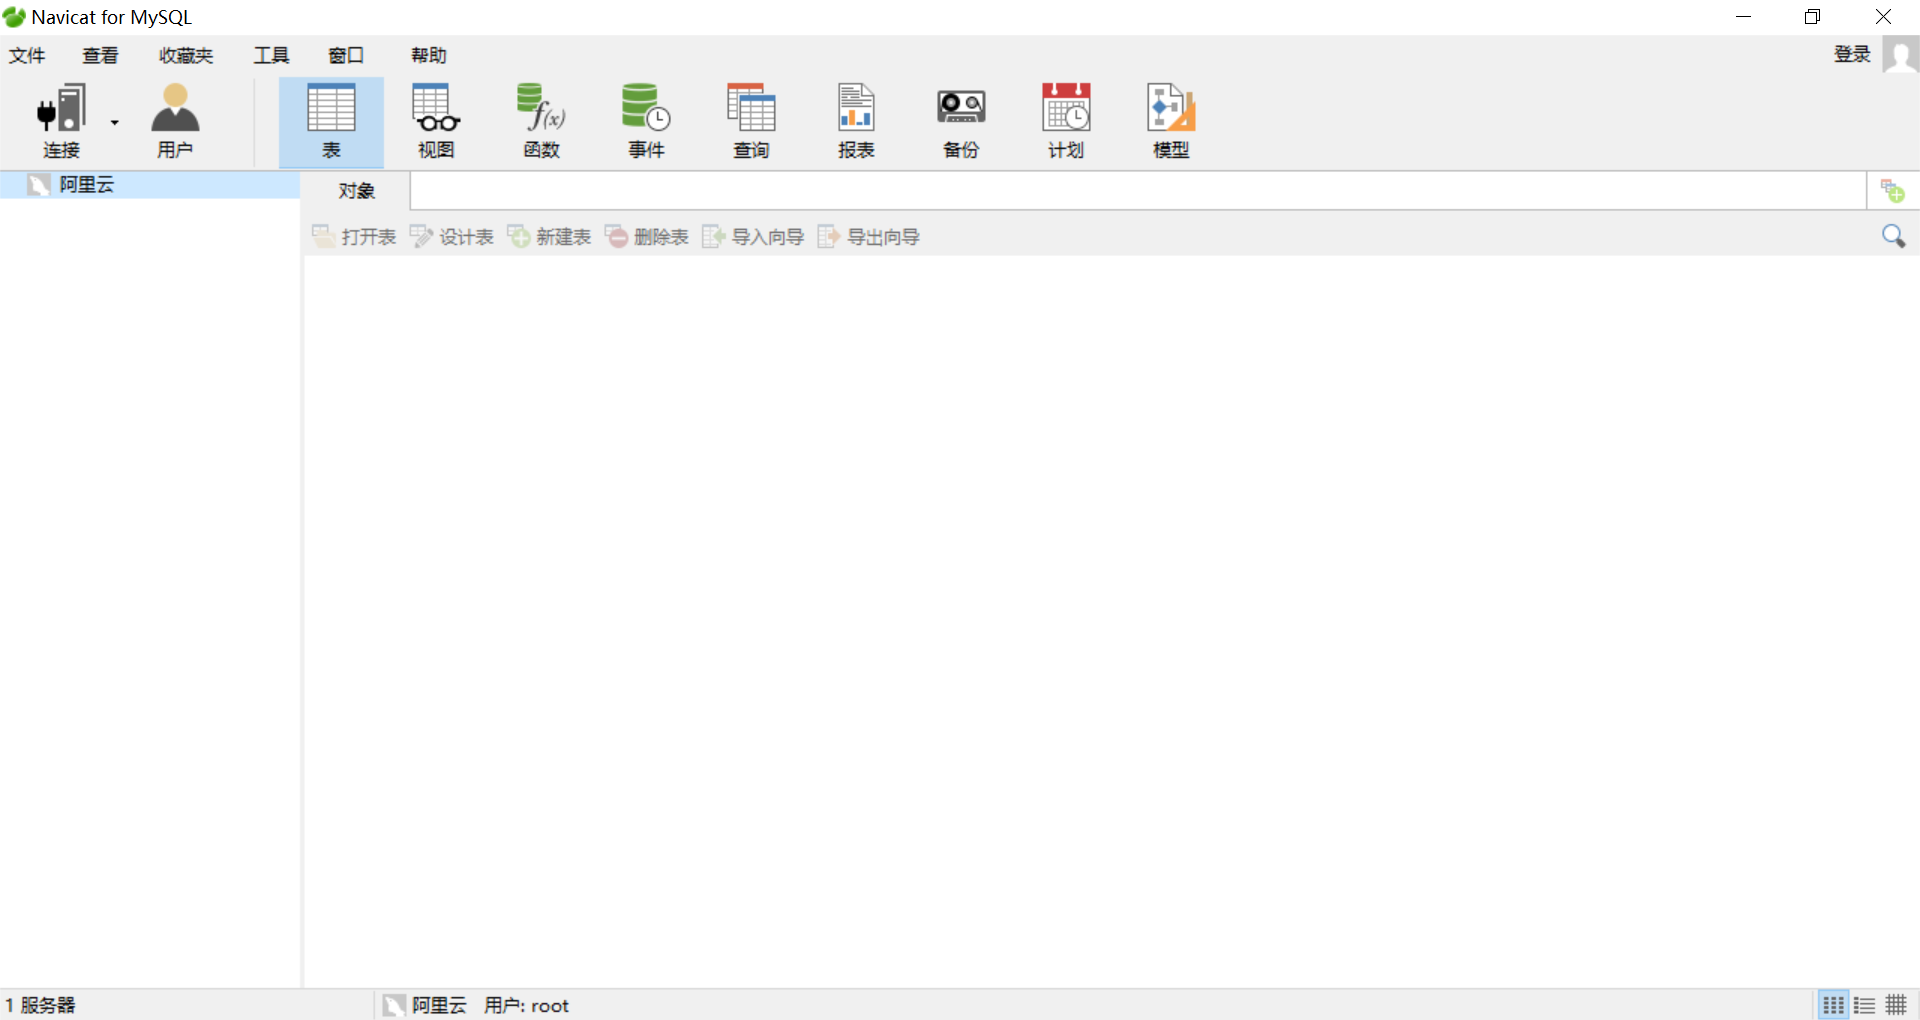 Navicat for MySQL
文件 查看 收藏夹 工具 窗口 帮助 登录
连接 用户 表 视图 函数 事件 查询 报表 备份 计划 模型
阿里云 对象
打开表 设计表 新建表 删除表 导入向导 导出向导
1 服务器 阿里云 用户: root